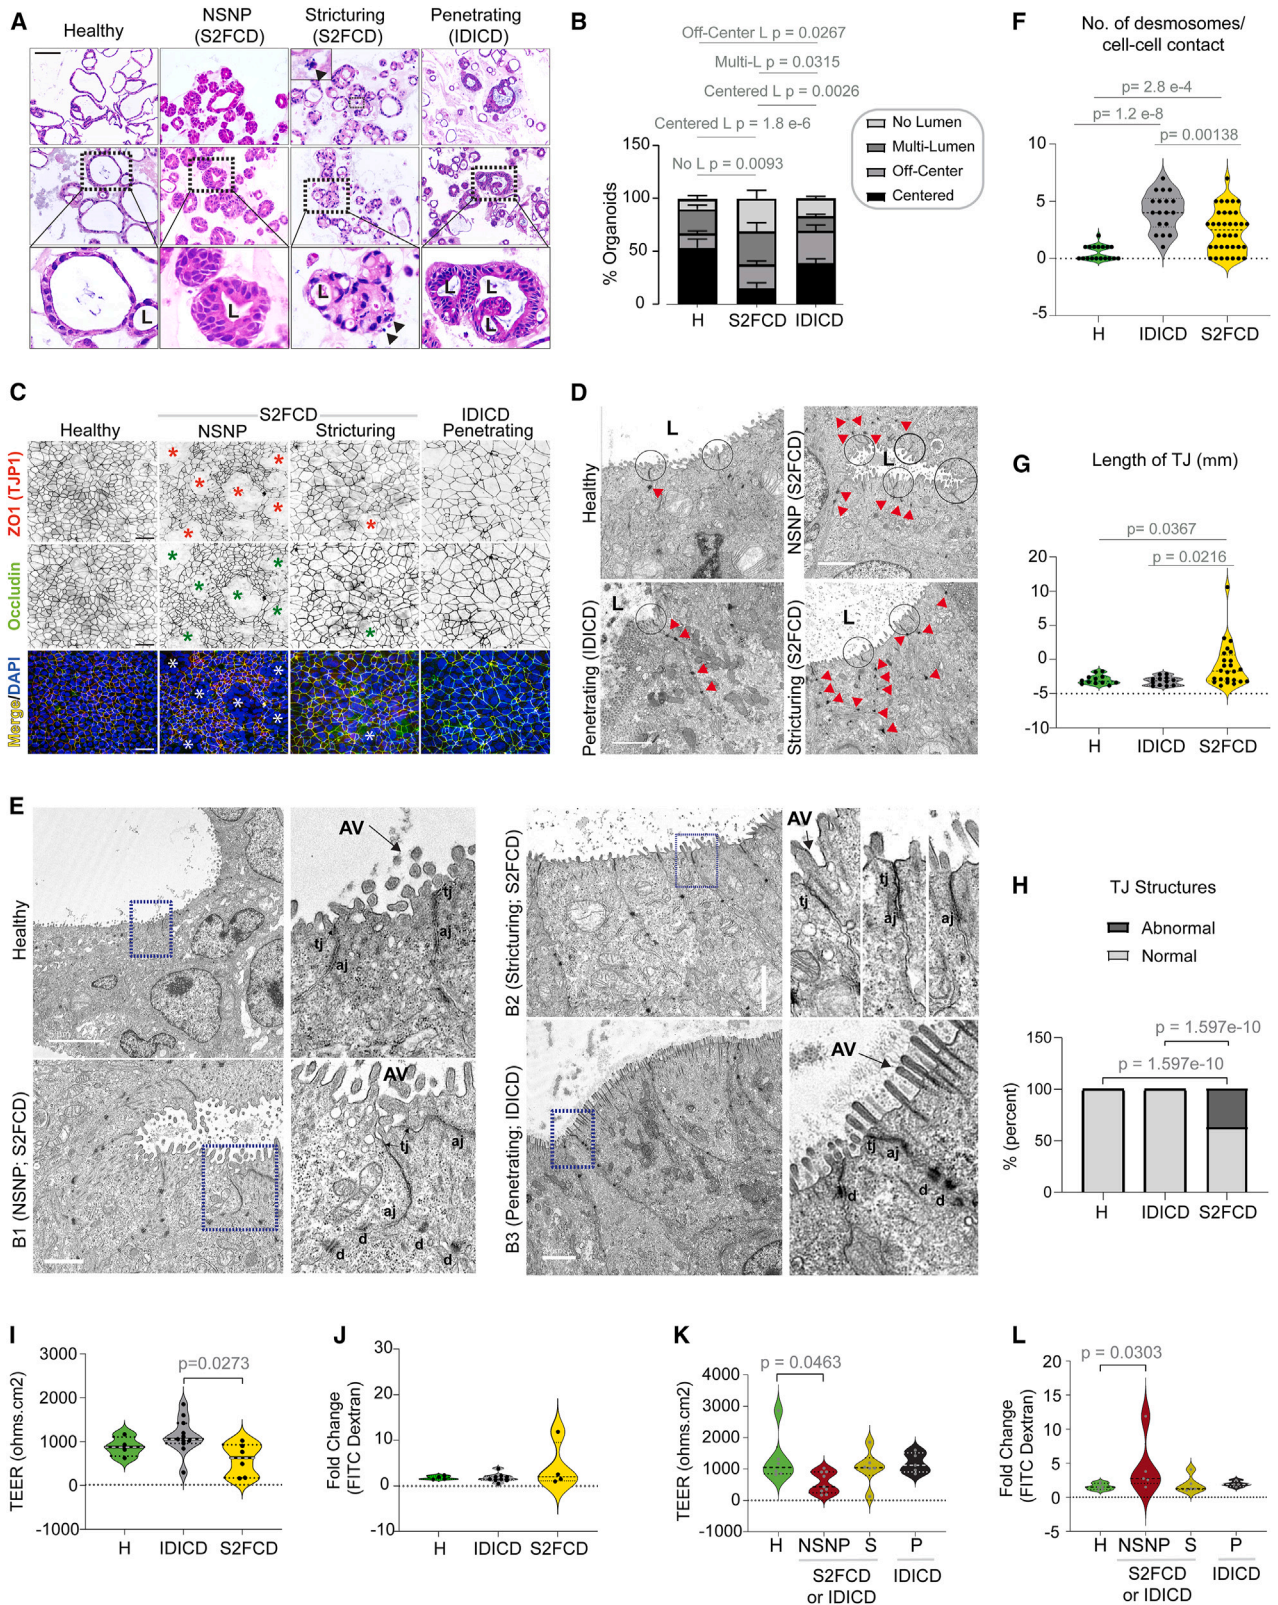 A
Healthy
NSNP
(S2FCD)
Stricturing
(S2FCD)
Penetrating
(IDICD)
L
L
L
L
L
L
B
Off-Center L p = 0.0267
Multi-L p = 0.0315
Centered L p = 0.0026
Centered L p = 1.8 e-6
No L p = 0.0093
No Lumen
Multi-Lumen
Off-Center
Centered
% Organoids
150
100
50
0
H
S2FCD
IDICD
F
No. of desmosomes/
cell-cell contact
p= 2.8 e-4
p= 1.2 e-8
p= 0.00138
10
5
0
-5
H
IDICD
S2FCD
C
S2FCD
IDICD
Healthy
NSNP
Stricturing
Penetrating
ZO1 (TJP1)
Occludin
Merge/DAPI
D
Healthy
L
NSNP (S2FCD)
L
Penetrating (IDICD)
L
Stricturing (S2FCD)
L
G
Length of TJ (mm)
p= 0.0367
p = 0.0216
20
15
10
5
0
-5
-10
H
IDICD
S2FCD
E
Healthy
AV
tj
aj
tj
aj
B1 (NSNP; S2FCD)
AV
tj
aj
aj
d
d
d
d
B2 (Stricturing; S2FCD)
AV
tj
tj
aj
aj
B3 (Penetrating; IDICD)
AV
tj
aj
d
d
d
H
TJ Structures
Abnormal
Normal
p = 1.597e-10
p = 1.597e-10
% (percent)
150
100
50
0
H
IDICD
S2FCD
I
p=0.0273
TEER (ohms.cm2)
3000
2000
1000
0
-1000
H
IDICD
S2FCD
J
Fold Change
(FITC Dextran)
30
20
10
0
-10
H
IDICD
S2FCD
K
p = 0.0463
TEER (ohms.cm2)
4000
3000
2000
1000
0
-1000
H
NSNP
S
P
S2FCD
or IDICD
IDICD
L
p = 0.0303
Fold Change
(FITC Dextran)
20
15
10
5
0
-5
H
NSNP
S
P
S2FCD
or IDICD
IDICD